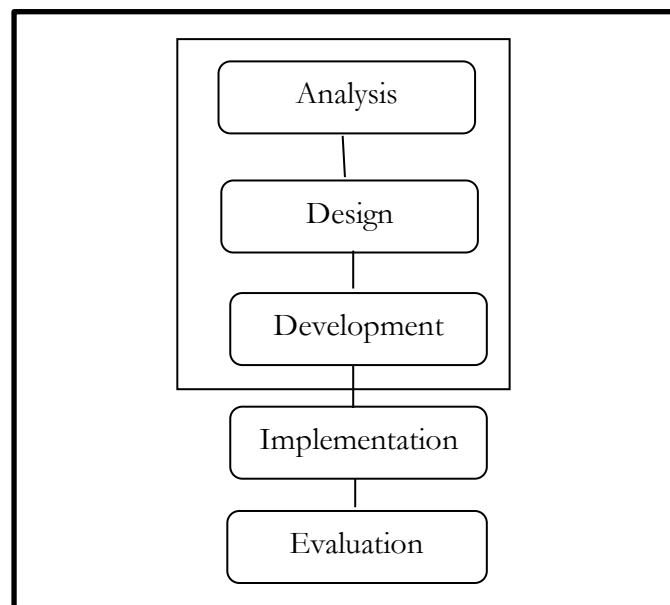 Analysis
Design
Development
Implementation
Evaluation